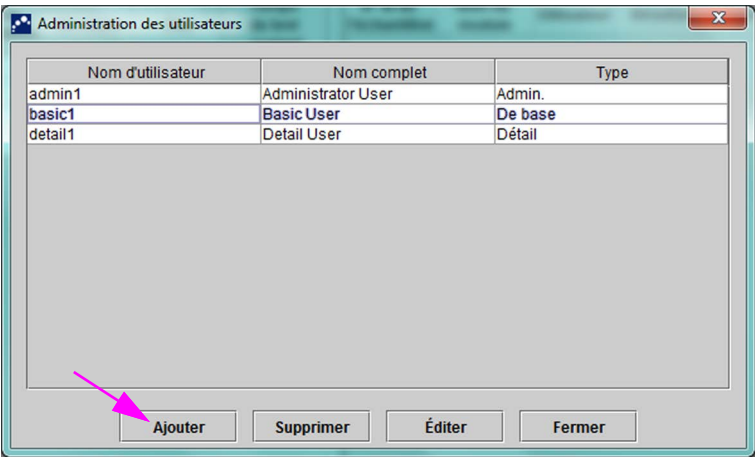 Administration des utilisateurs
Nom d'utilisateur Nom complet Type
admin1 Administrator User Admin.
basic1 Basic User De base
detail1 Detail User Détail
Ajouter Supprimer Éditer Fermer